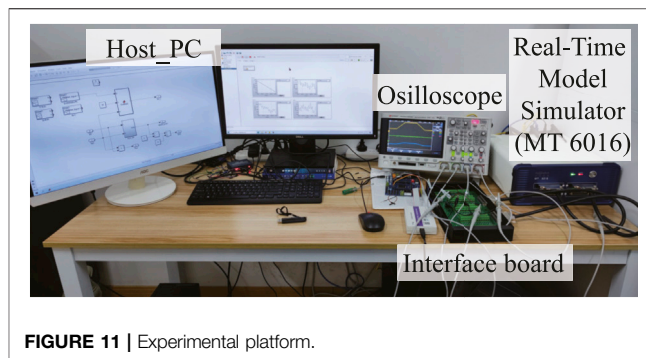 Host_PC
Osilloscope
Real-Time
Model
Simulator
(MT 6016)
Interface board
FIGURE 11 | Experimental platform.